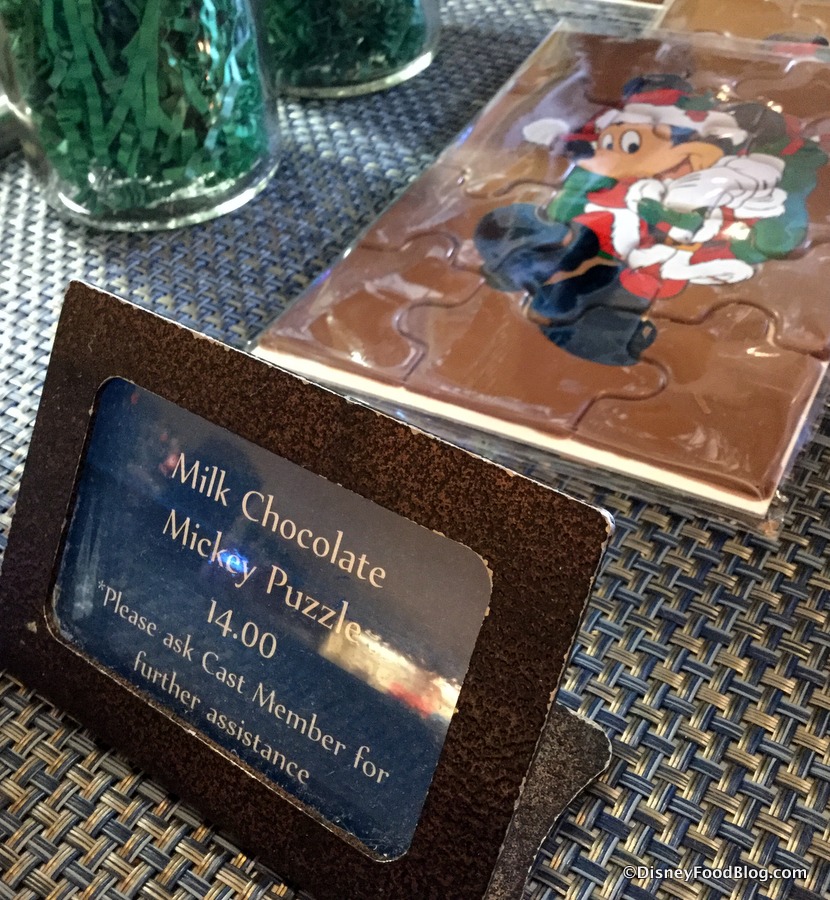 Milk Chocolate
Mickey Puzzle
14.00
*Please ask Cast Member for
further assistance
©DisneyFoodBlog.com